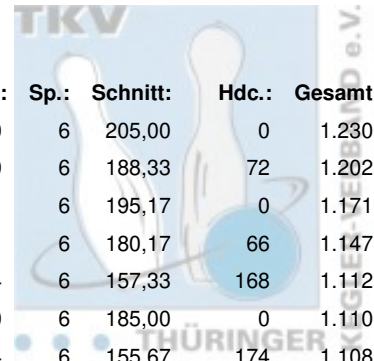 TKV
Sp.: Schnitt: Hdc.: Gesamt
6 205,00 0 1.230
6 188,33 72 1.202
6 195,17 0 1.171
6 180,17 66 1.147
6 157,33 168 1.112
6 185,00 0 1.110
6 155,67 174 1.108
THÜRINGER KEGLER-VERBAND e.V.